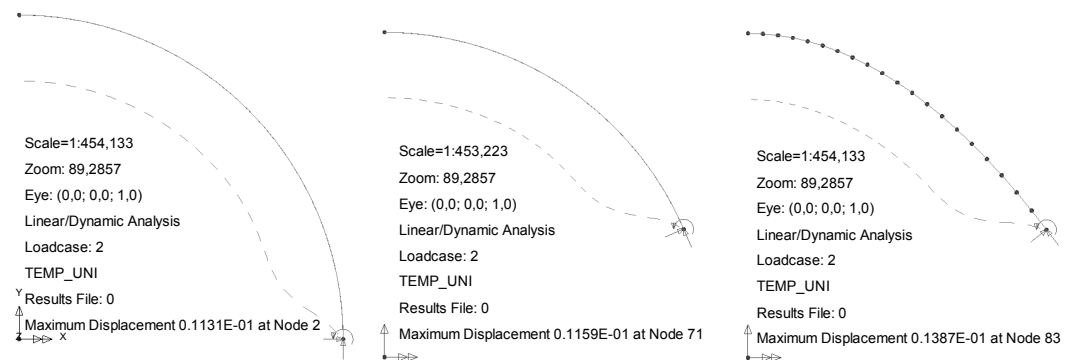 Scale=1:454,133
Zoom: 89,2857
Eye: (0,0; 0,0; 1,0)
Linear/Dynamic Analysis
Loadcase: 2
TEMP_UNI
Y
Results File: 0
Maximum Displacement 0.1131E-01 at Node 2
Z
X
Scale=1:453,223
Zoom: 89,2857
Eye: (0,0; 0,0; 1,0)
Linear/Dynamic Analysis
Loadcase: 2
TEMP_UNI
Results File: 0
Maximum Displacement 0.1159E-01 at Node 71
Scale=1:454,133
Zoom: 89,2857
Eye: (0,0; 0,0; 1,0)
Linear/Dynamic Analysis
Loadcase: 2
TEMP_UNI
Results File: 0
Maximum Displacement 0.1387E-01 at Node 83